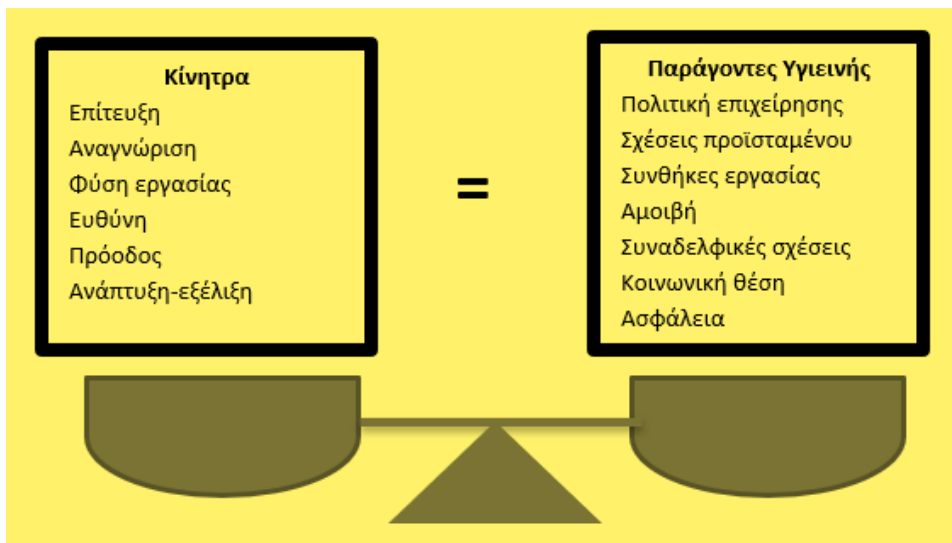 Κίνητρα
Επίτευξη
Αναγνώριση
Φύση εργασίας
Ευθύνη
Πρόοδος
Ανάπτυξη-εξέλιξη
=
Παράγοντες Υγιεινής
Πολιτική επιχείρησης
Σχέσεις προϊσταμένου
Συνθήκες εργασίας
Αμοιβή
Συναδελφικές σχέσεις
Κοινωνική θέση
Ασφάλεια